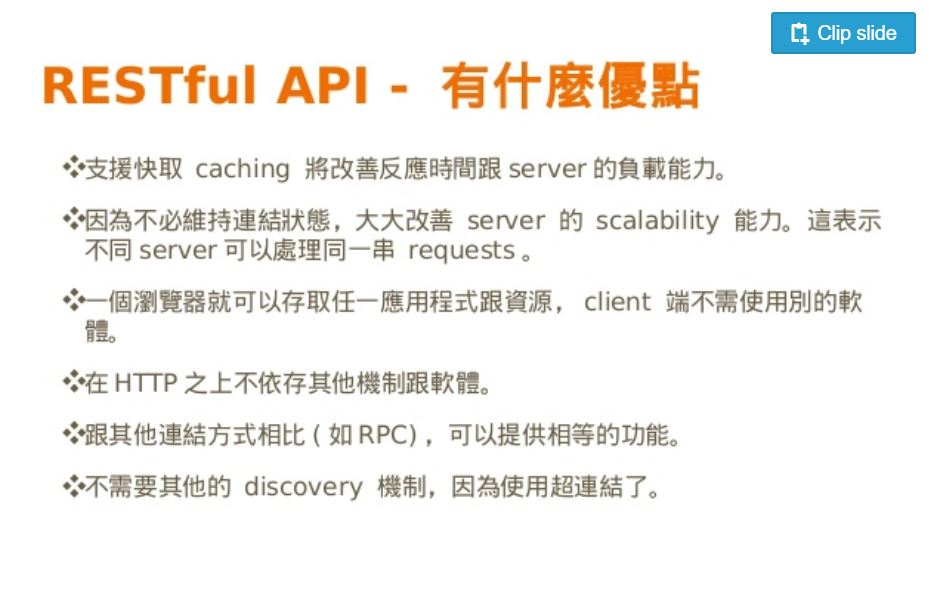 Clip slide
RESTful API - 有什麼優點
❖支援快取 caching 將改善反應時間跟 server 的負載能力。
❖因為不必維持連結狀態，大大改善 server 的 scalability 能力。這表示
不同 server 可以處理同一串 requests 。
❖一個瀏覽器就可以存取任一應用程式跟資源， client 端不需使用別的軟
體。
❖在 HTTP 之上不依存其他機制跟軟體。
❖跟其他連結方式相比 ( 如 RPC) ，可以提供相等的功能。
❖不需要其他的 discovery 機制，因為使用超連結了。